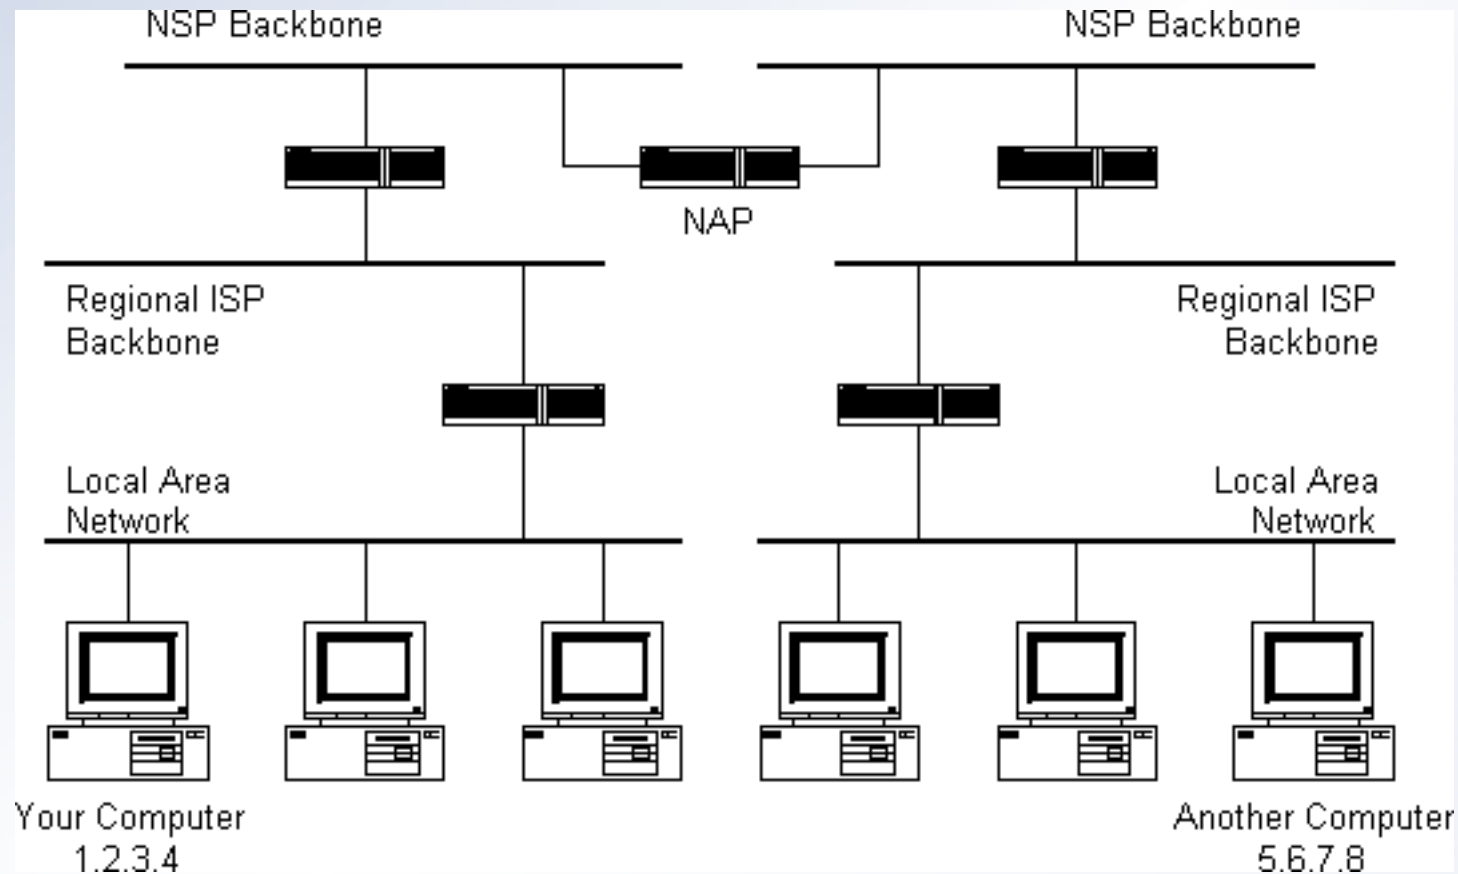 NSP Backbone
NSP Backbone
NAP
Regional ISP
Backbone
Regional ISP
Backbone
Local Area
Network
Local Area
Network
Your Computer
1.2.3.4
Another Computer
5.6.7.8